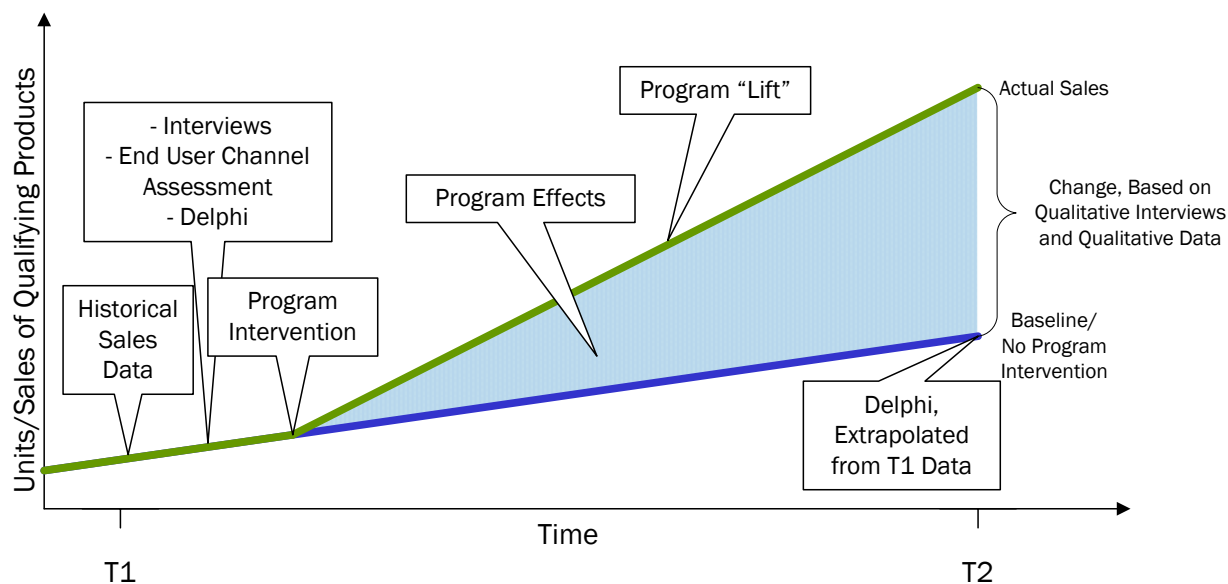 Units/Sales of Qualifying Products
- Interviews
- End User Channel
Assessment
- Delphi
Historical
Sales
Data
Program
Intervention
Program Effects
Program “Lift”
Actual Sales
Change, Based on
Qualitative Interviews
and Qualitative Data
Baseline/
No Program
Intervention
Delphi,
Extrapolated
from T1 Data
Time
T1
T2